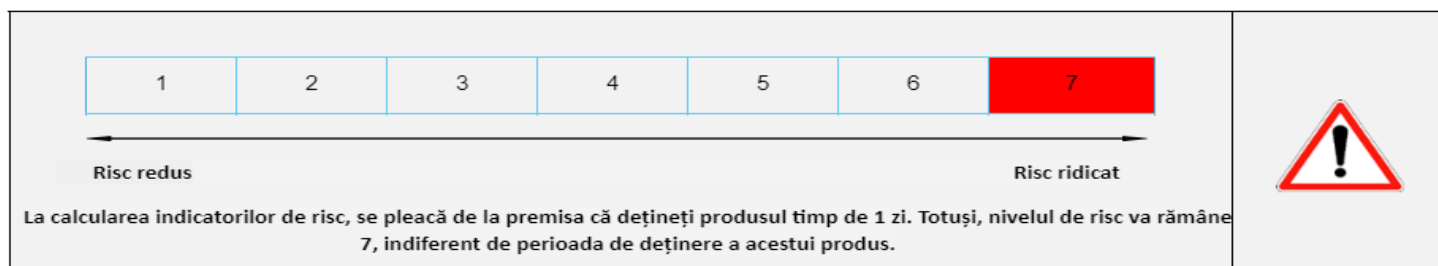 1 2 3 4 5 6 7
Risc redus Risc ridicat
La calcularea indicatorilor de risc, se pleacă de la premisa că dețineți produsul timp de 1 zi. Totuși, nivelul de risc va rămâne
7, indiferent de perioada de deținere a acestui produs.